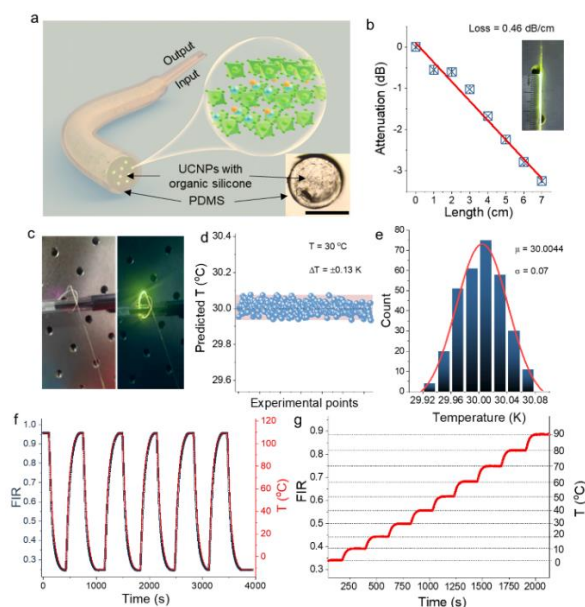 a
Output
Input
UCNPs with
organic silicone
PDMS
b
Loss = 0.46 dB/cm
Attenuation (dB)
0
-1
-2
-3
0 1 2 3 4 5 6 7
Length (cm)
c
d
T = 30 ºC
ΔT = ±0.13 K
Predicted T (ºC)
30.4
30.2
30.0
29.8
29.6
Experimental points
e
μ = 30.0044
σ = 0.07
Count
80
70
60
50
40
30
20
10
0
29.92 29.96 30.00 30.04 30.08
Temperature (K)
f
FIR
1.0
0.9
0.8
0.7
0.6
0.5
0.4
0.3
120
100
80
60
40
20
0
T (ºC)
0 1000 2000 3000 4000
Time (s)
g
FIR
0.9
0.8
0.7
0.6
0.5
0.4
0.3
90
80
70
60
50
40
30
20
10
0
T (ºC)
250 500 750 1000 1250 1500 1750 2000
Time (s)